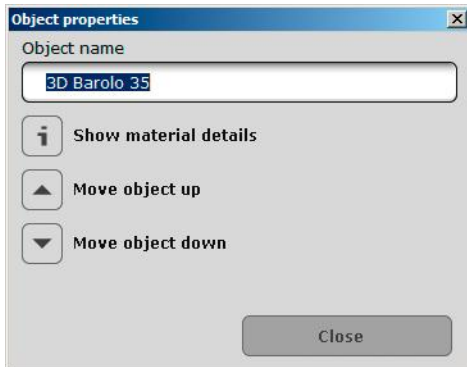 Object properties
Object name
3D Barolo 35
Show material details
Move object up
Move object down
Close